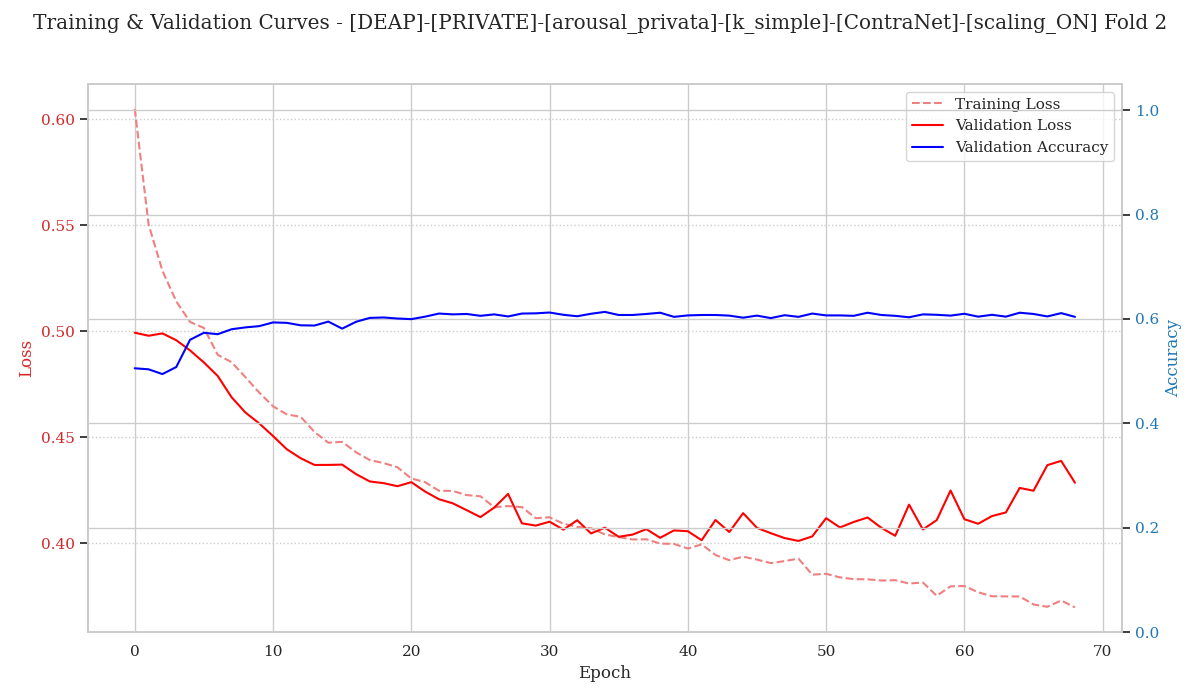 Training & Validation Curves - [DEAP]-[PRIVATE]-[arousal_privata]-[k_simple]-[ContraNet]-[scaling_ON] Fold 2
Training Loss
Validation Loss
Validation Accuracy
0.60
0.55
0.50
0.45
0.40
Loss
1.0
0.8
0.6
0.4
0.2
0.0
Accuracy
0 10 20 30 40 50 60 70
Epoch